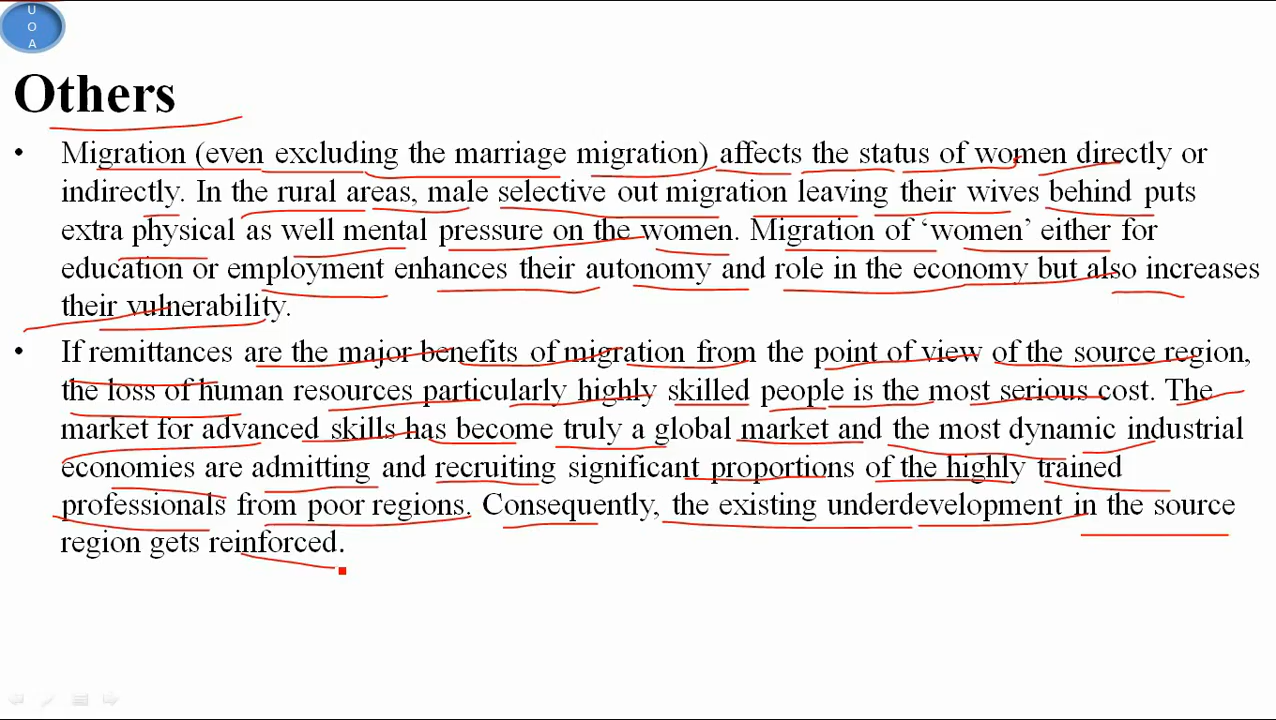 U
O
A
Others
• Migration (even excluding the marriage migration) affects the status of women directly or
indirectly. In the rural areas, male selective out migration leaving their wives behind puts
extra physical as well mental pressure on the women. Migration of ‘women’ either for
education or employment enhances their autonomy and role in the economy but also increases
their vulnerability.
• If remittances are the major benefits of migration from the point of view of the source region,
the loss of human resources particularly highly skilled people is the most serious cost. The
market for advanced skills has become truly a global market and the most dynamic industrial
economies are admitting and recruiting significant proportions of the highly trained
professionals from poor regions. Consequently, the existing underdevelopment in the source
region gets reinforced.